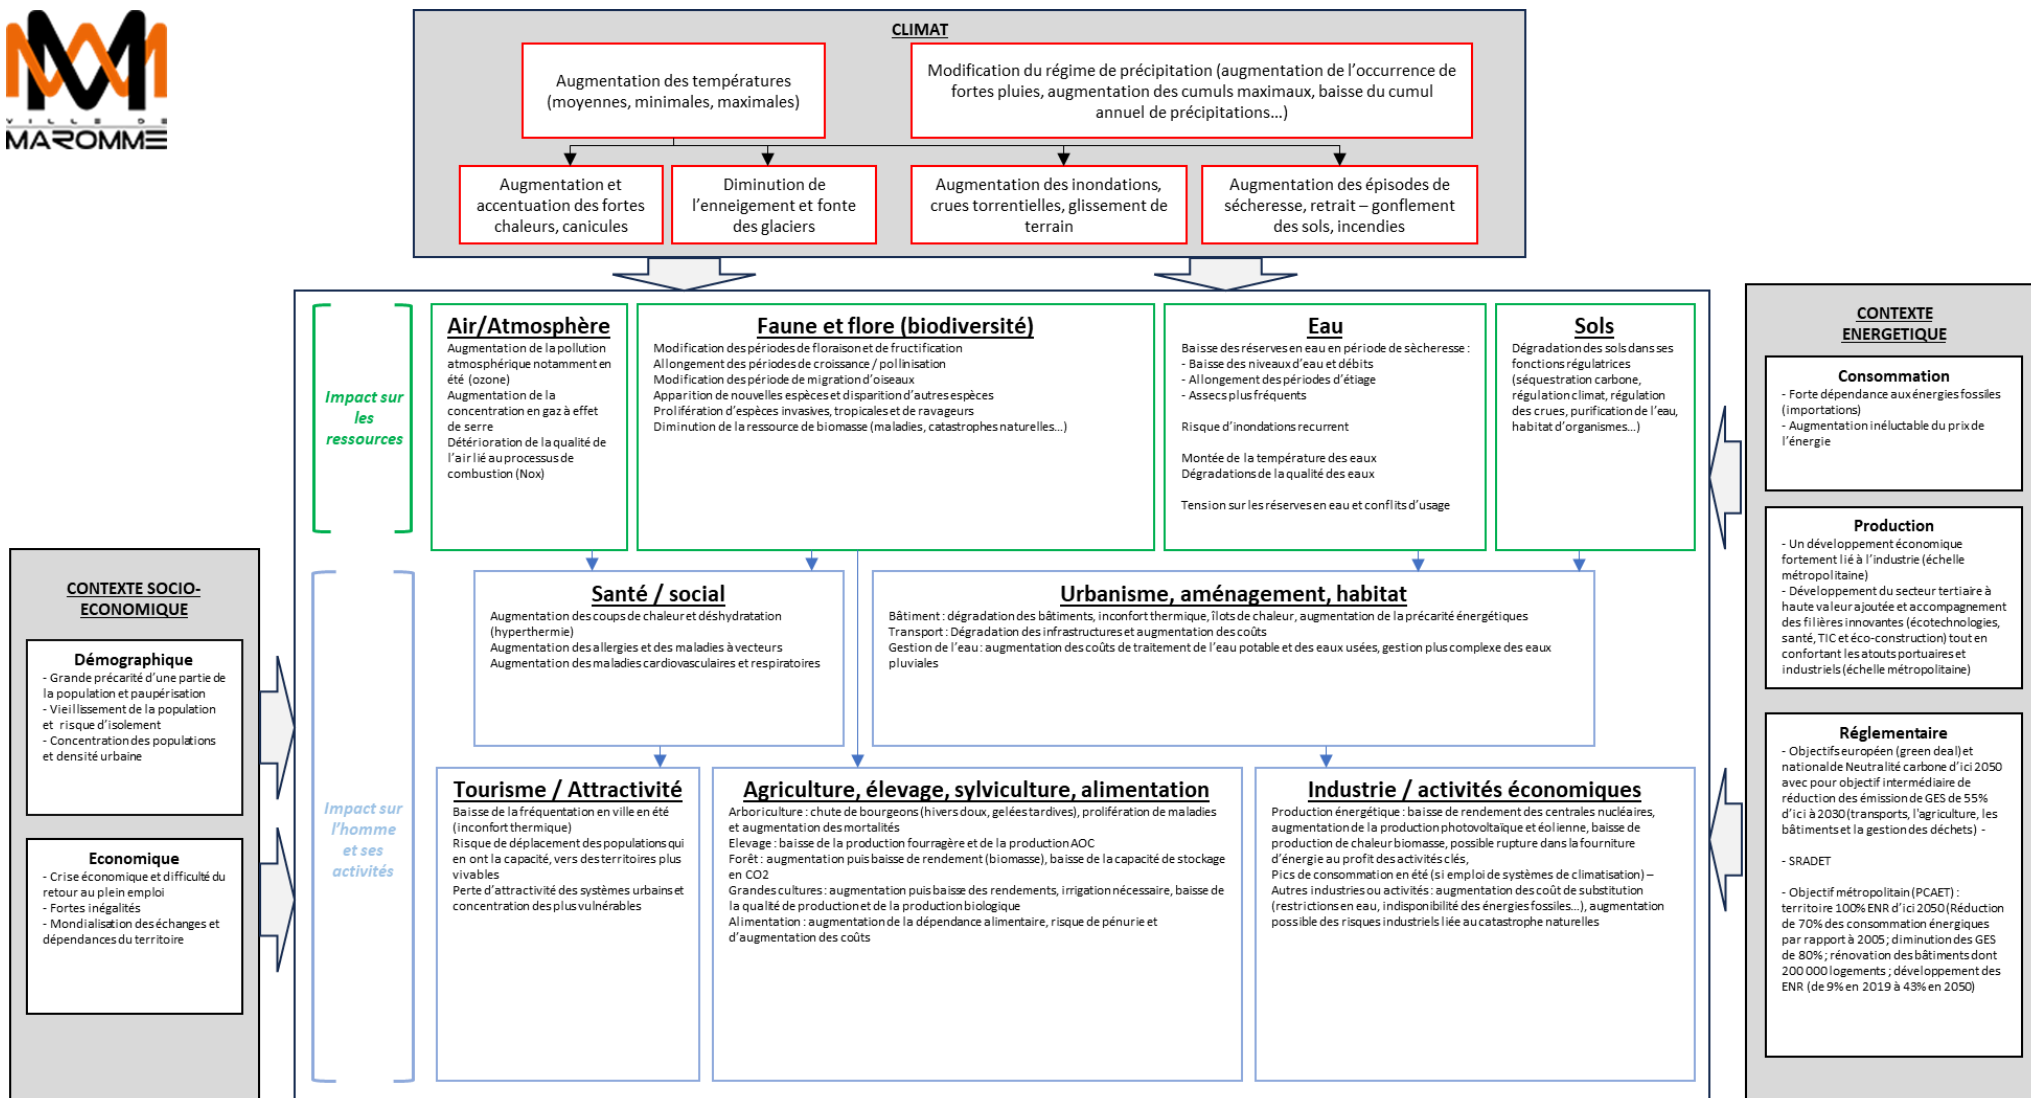 VILLE DE
MAROMME
CLIMAT
Augmentation des températures
(moyennes, minimales, maximales)
Modification du régime de précipitation (augmentation de l'occurrence de
fortes pluies, augmentation des cumuls maximaux, baisse du cumul
annuel de précipitations...)
Augmentation et
accentuation des fortes
chaleurs, canicules
Diminution de
l'enneigement et fonte
des glaciers
Augmentation des inondations,
crues torrentielles, glissement de
terrain
Augmentation des épisodes de
sécheresse, retrait – gonflement
des sols, incendies
Impact sur
les
ressources
Air/Atmosphère
Augmentation de la pollution
atmosphérique notamment en
été (ozone)
Augmentation de la
concentration en gaz à effet
de serre
Détérioration de la qualité de
l'air lié au processus de
combustion (Nox)
Faune et flore (biodiversité)
Modification des périodes de floraison et de fructification
Allongement des périodes de croissance / pollinisation
Modification des période de migration d'oiseaux
Apparition de nouvelles espèces et disparition d'autres espèces
Prolifération d'espèces invasives, tropicales et de ravageurs
Diminution de la ressource de biomasse (maladies, catastrophes naturelles...)
Eau
Baisse des réserves en eau en période de sècheresse :
- Baisse des niveaux d'eau et débits
- Allongement des périodes d'étiage
- Assecs plus fréquents
Risque d'inondations recurrent
Montée de la température des eaux
Dégradations de la qualité des eaux
Tension sur les réserves en eau et conflits d'usage
Sols
Dégradation des sols dans ses
fonctions régulatrices
(séquestration carbone,
régulation climat, régulation
des crues, purification de l'eau,
habitat d'organismes...)
CONTEXTE
ENERGETIQUE
Consommation
- Forte dépendance aux énergies fossiles
(importations)
- Augmentation inéluctable du prix de
l'énergie
Production
- Un développement économique
fortement lié à l'industrie (échelle
métropolitaine)
- Développement du secteur tertiaire à
haute valeur ajoutée et accompagnement
des filières innovantes (écotechnologies,
santé, TIC et éco-construction) tout en
confortant les atouts portuaires et
industriels (échelle métropolitaine)
Réglementaire
- Objectifs européen (green deal) et
national de Neutralité carbone d'ici 2050
avec pour objectif intermédiaire de
réduction des émission de GES de 55%
d'ici à 2030 (transports, l'agriculture, les
bâtiments et la gestion des déchets) -
- SRADET
- Objectif métropolitain (PCAET) :
territoire 100% ENR d'ici 2050 (Réduction
de 70% des consommation énergiques
par rapport à 2005 ; diminution des GES
de 80% ; rénovation des bâtiments dont
200 000 logements ; développement des
ENR (de 9% en 2019 à 43% en 2050)
CONTEXTE SOCIO-
ECONOMIQUE
Démographique
- Grande précarité d'une partie de
la population et paupérisation
- Vieillissement de la population
et risque d'isolement
- Concentration des populations
et densité urbaine
Economique
- Crise économique et difficulté du
retour au plein emploi
- Fortes inégalités
- Mondialisation des échanges et
dépendances du territoire
Impact sur
l'homme
et ses
activités
Santé / social
Augmentation des coups de chaleur et déshydratation
(hyperthermie)
Augmentation des allergies et des maladies à vecteurs
Augmentation des maladies cardiovasculaires et respiratoires
Urbanisme, aménagement, habitat
Bâtiment : dégradation des bâtiments, inconfort thermique, îlots de chaleur, augmentation de la précarité énergétiques
Transport : Dégradation des infrastructures et augmentation des coûts
Gestion de l'eau : augmentation des coûts de traitement de l'eau potable et des eaux usées, gestion plus complexe des eaux
pluviales
Tourisme / Attractivité
Baisse de la fréquentation en ville en été
(inconfort thermique)
Risque de déplacement des populations qui
en ont la capacité, vers des territoires plus
vivables
Perte d'attractivité des systèmes urbains et
concentration des plus vulnérables
Agriculture, élevage, sylviculture, alimentation
Arboriculture : chute de bourgeons (hivers doux, gelées tardives), prolifération de maladies
et augmentation des mortalités
Elevage : baisse de la production fourragère et de la production AOC
Forêt : augmentation puis baisse de rendement (biomasse), baisse de la capacité de stockage
en CO2
Grandes cultures : augmentation puis baisse des rendements, irrigation nécessaire, baisse de
la qualité de production et de la production biologique
Alimentation : augmentation de la dépendance alimentaire, risque de pénurie et
d'augmentation des coûts
Industrie / activités économiques
Production énergétique : baisse de rendement des centrales nucléaires,
augmentation de la production photovoltaïque et éolienne, baisse de
production de chaleur biomasse, possible rupture dans la fourniture
d'énergie au profit des activités clés,
Pics de consommation en été (si emploi de systèmes de climatisation) –
Autres industries ou activités : augmentation des coût de substitution
(restrictions en eau, indisponibilité des énergies fossiles...), augmentation
possible des risques industriels liée au catastrophe naturelles